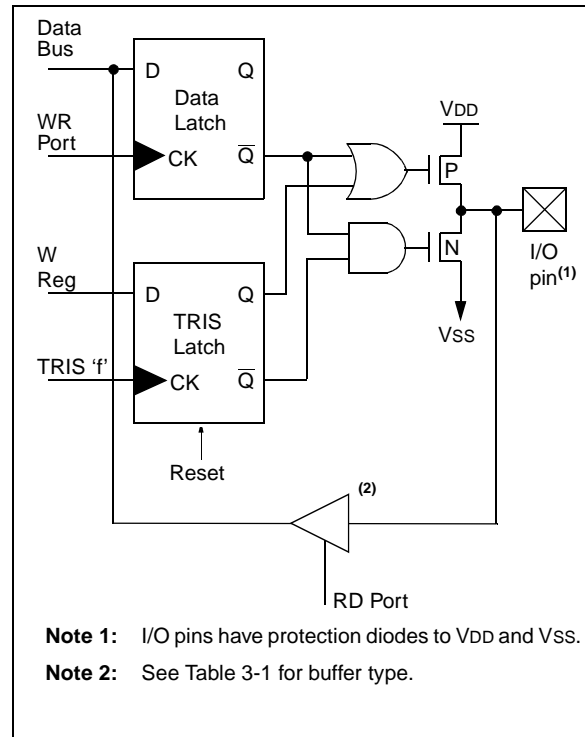 Data
Bus
D
Q
Data
Latch
WR
Port
CK
Q
VDD
P
N
I/O
pin(1)
VSS
W
Reg
D
Q
TRIS
Latch
TRIS ‘f’
CK
Q
Reset
(2)
RD Port
Note 1: I/O pins have protection diodes to VDD and VSS.
Note 2: See Table 3-1 for buffer type.